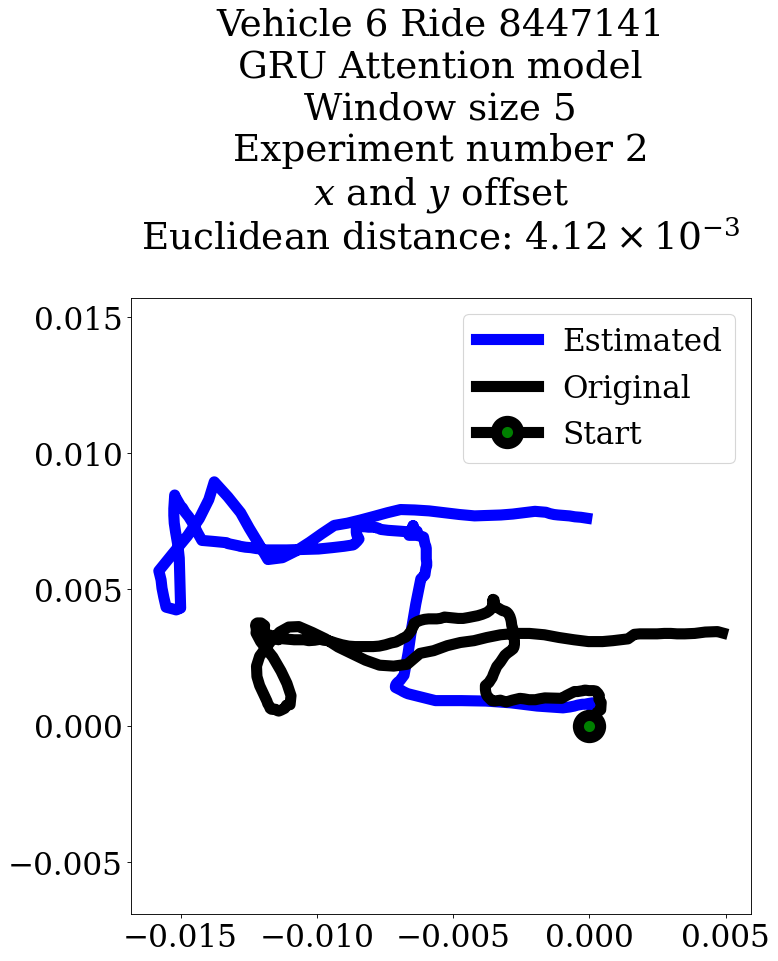 Vehicle 6 Ride 8447141
GRU Attention model
Window size 5
Experiment number 2
x and y offset
Euclidean distance: 4.12 × 10⁻³
0.015
0.010
0.005
0.000
−0.005
Estimated
Original
Start
−0.015 −0.010 −0.005 0.000 0.005